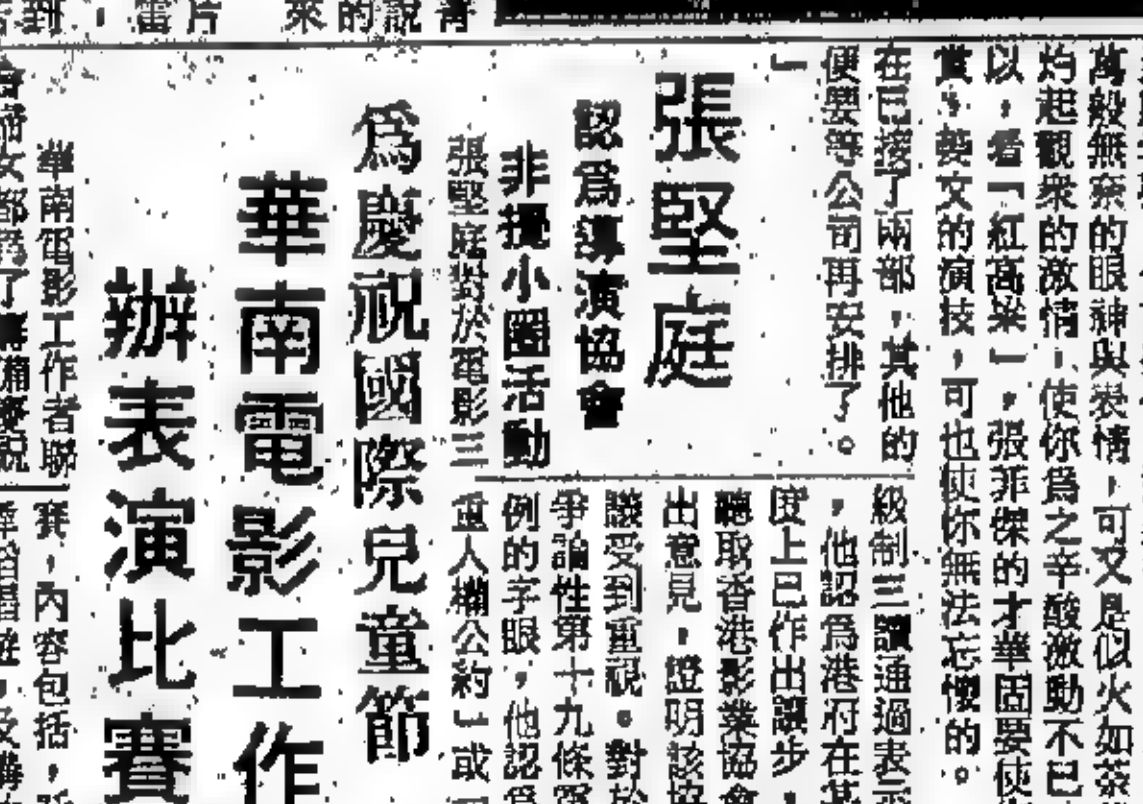 來的說青
雷片
萬般無奈的眼神與表情,可又是似火如荼
灼起觀衆的激情,使你爲之辛酸激動不已
以,看「紅高粱」,張菲傑的才華固要使
賞,藝文的演技,可也使你無法忘懷的。
在已接了兩部,其他的
便要等公司再安排了。
」
張堅庭
認爲導演協會
非攪小圈活動
張堅庭對於電影三
級制三讀通過表示
,他認爲港府在
度上已作出讓步,
聽取香港影業協會
出意見,證明該協
議受到重視。對於
爭論性第十九條
例的字眼,他認爲
人權公約」或
爲慶祝國際兒童節
華南電影工作
辦表演比賽
華南電影工作者聯
賽,內容包括,